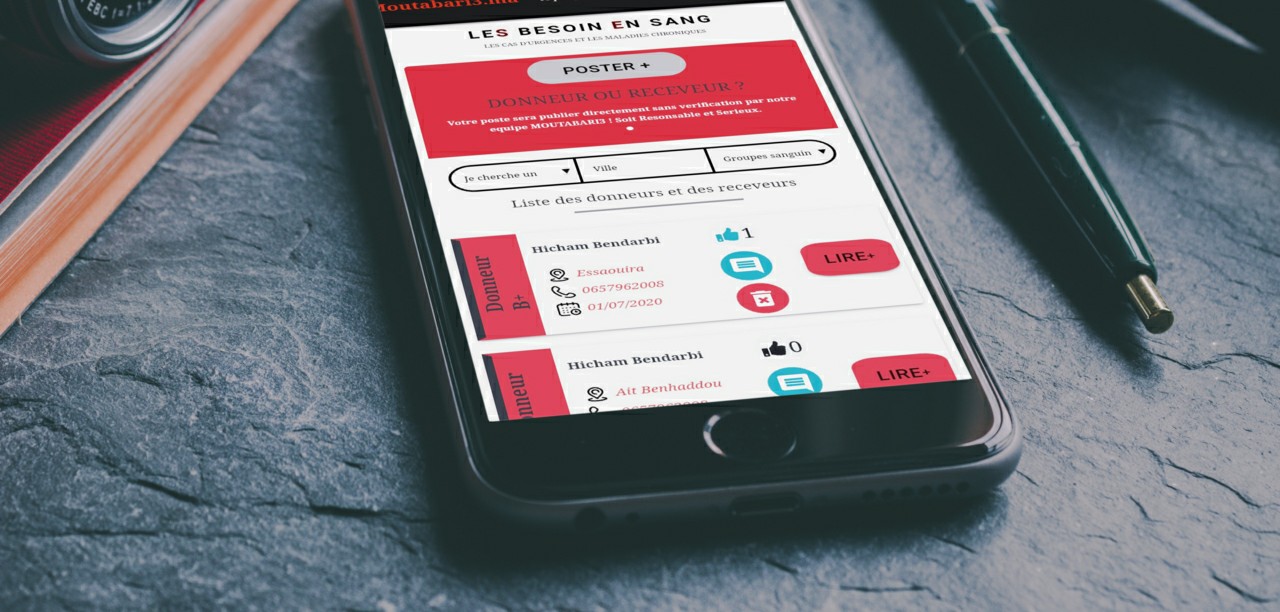 Moutabari3.ma
LES BESOIN EN SANG
LES CAS D'URGENCES ET LES MALADIES CHRONIQUES
POSTER +
DONNEUR OU RECEVEUR ?
Votre poste sera publier directement sans verification par notre
equipe MOUTABARI3 ! Soit Resonsable et Serieux.
Je cherche un
Ville
Groupes sanguin
Liste des donneurs et des receveurs
Donneur
B+
Hicham Bendarbi
Essaouira
0657962008
01/07/2020
1
LIRE+
Hicham Bendarbi
Ait Benhaddou
0
LIRE+